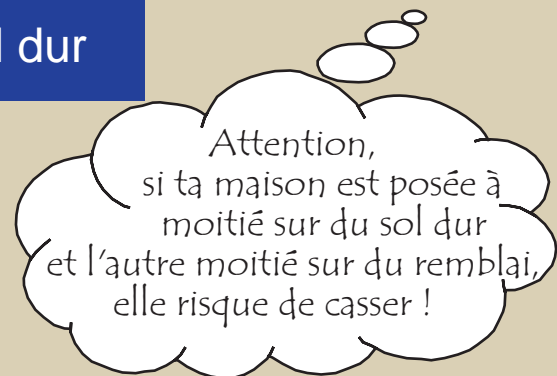 dur
Attention,
si ta maison est posée à
moitié sur du sol dur
et l'autre moitié sur du remblai,
elle risque de casser !